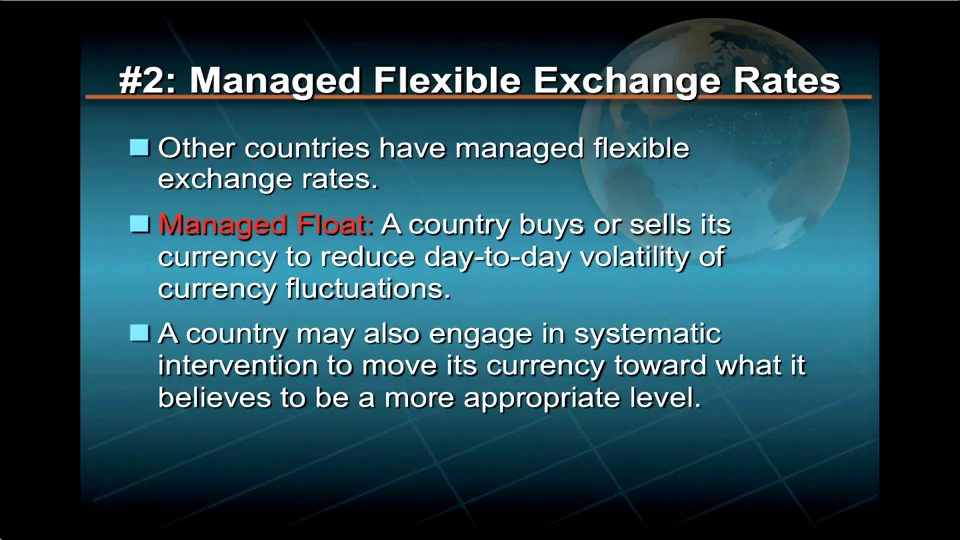 #2: Managed Flexible Exchange Rates
Other countries have managed flexible
exchange rates.
Managed Float: A country buys or sells its
currency to reduce day-to-day volatility of
currency fluctuations.
A country may also engage in systematic
intervention to move its currency toward what it
believes to be a more appropriate level.